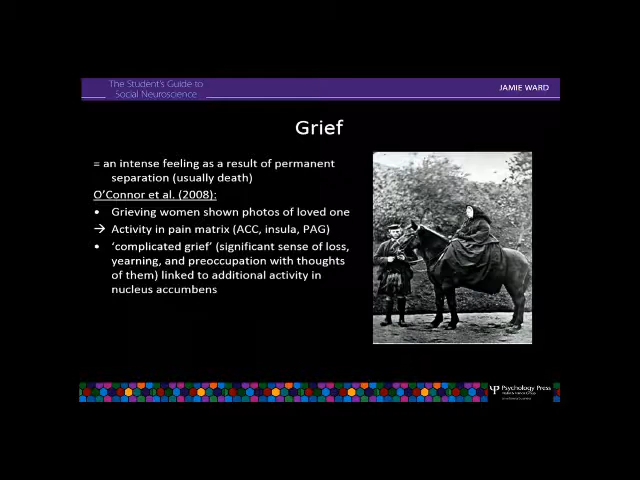 The Student's Guide to
Social Neuroscience
JAMIE WARD
Grief
= an intense feeling as a result of permanent
separation (usually death)
O'Connor et al. (2008):
• Grieving women shown photos of loved one
→ Activity in pain matrix (ACC, insula, PAG)
• 'complicated grief' (significant sense of loss,
yearning, and preoccupation with thoughts
of them) linked to additional activity in
nucleus accumbens
Psychology Press